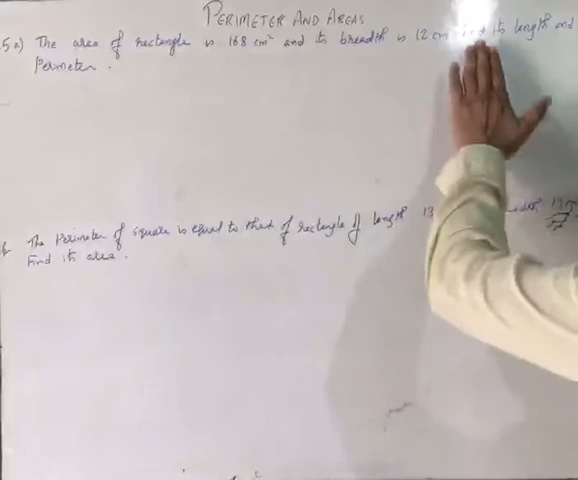 PERIMETER AND AREAS
5 a) The area of rectangle is 168 cm² and its breadth is 12 cm its length and
Perimeter.
The Perimeter of square is equal to that of rectangle of length 13
Find its area.